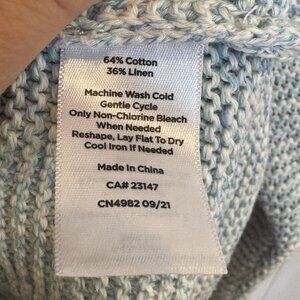 64% Cotton
36% Linen
Machine Wash Cold
Gentle Cycle
Only Non-Chlorine Bleach
When Needed
Reshape, Lay Flat To Dry
Cool Iron If Needed
Made in China
CA# 23147
CN4982 09/21